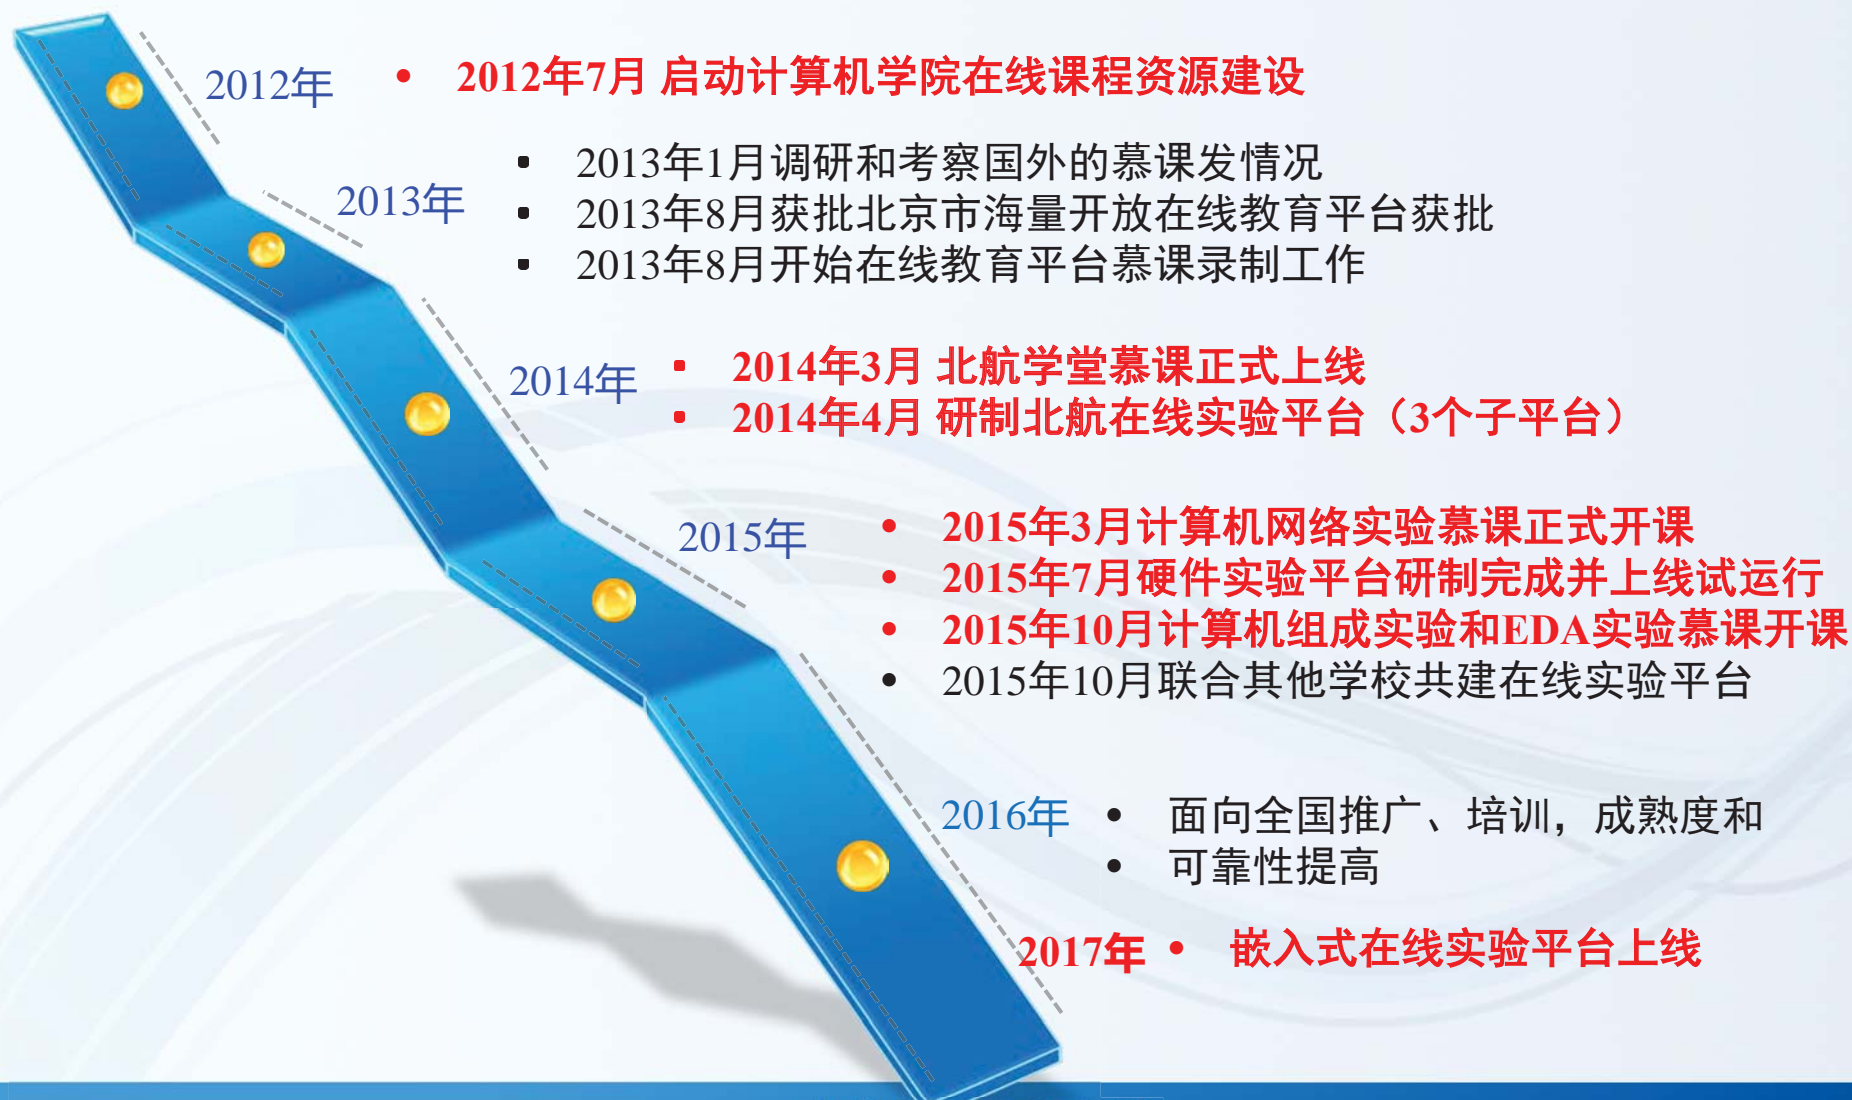 2012年 • 2012年7月 启动计算机学院在线课程资源建设
▪ 2013年1月调研和考察国外的慕课发情况
2013年 ▪ 2013年8月获批北京市海量开放在线教育平台获批
▪ 2013年8月开始在线教育平台慕课录制工作
2014年 ▪ 2014年3月 北航学堂慕课正式上线
▪ 2014年4月 研制北航在线实验平台（3个子平台）
2015年 • 2015年3月计算机网络实验慕课正式开课
• 2015年7月硬件实验平台研制完成并上线试运行
• 2015年10月计算机组成实验和EDA实验慕课开课
• 2015年10月联合其他学校共建在线实验平台
2016年 • 面向全国推广、培训，成熟度和
• 可靠性提高
2017年 • 嵌入式在线实验平台上线